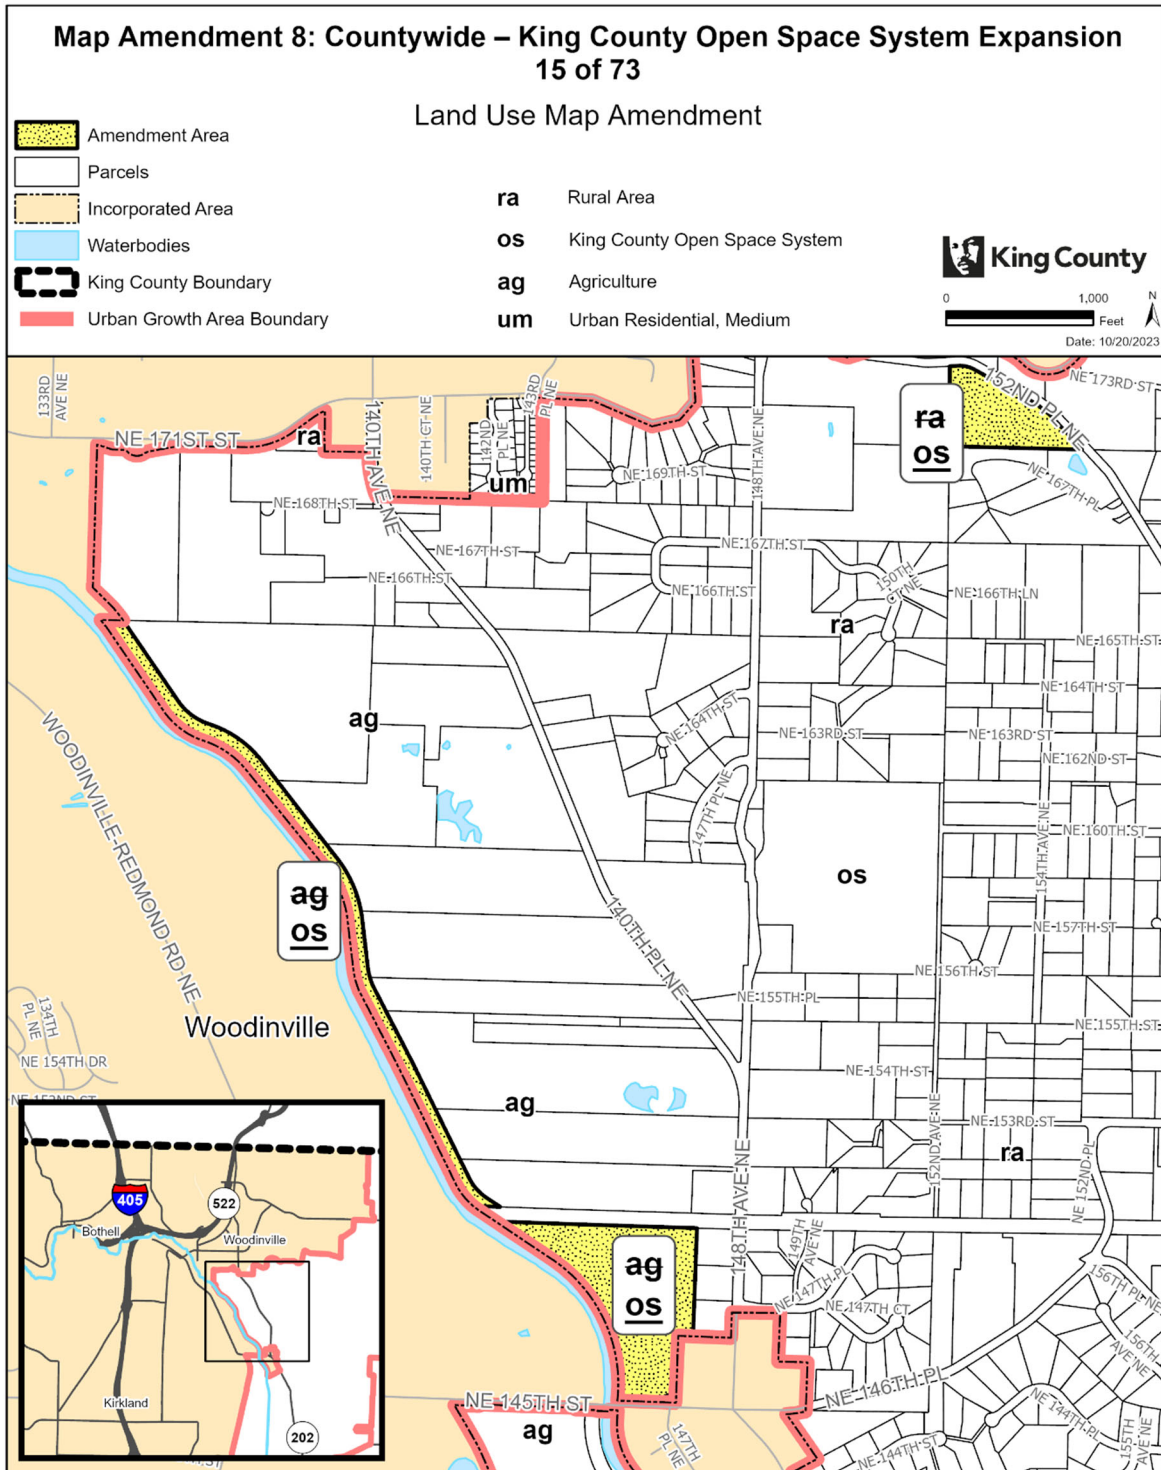 Map Amendment 8: Countywide – King County Open Space System Expansion
15 of 73
Land Use Map Amendment
Amendment Area
Parcels
Incorporated Area
Waterbodies
King County Boundary
Urban Growth Area Boundary
ra Rural Area
os King County Open Space System
ag Agriculture
um Urban Residential, Medium
King County
0 1,000
Feet
N
Date: 10/20/2023
133RD
AVE NE
NE 171ST ST
ra
140TH AVE NE
140TH CT NE
142ND
PL NE
143RD
PL NE
um
NE 169TH ST
148TH AVE NE
ra
os
152ND PL NE
NE 173RD ST
NE 167TH PL
NE 168TH ST
NE 167TH ST
NE 166TH ST
NE 167TH ST
NE 166TH ST
150TH
CT NE
ra
NE 166TH LN
NE 165TH ST
NE 164TH ST
NE 163RD ST
NE 162ND ST
NE 164TH ST
NE 163RD ST
147TH PL NE
NE 160TH ST
154TH AVE NE
ag
WOODINVILLE-REDMOND RD NE
ag
os
os
140TH PL NE
NE 157TH ST
NE 156TH ST
NE 155TH PL
NE 155TH ST
134TH
PL NE
NE 154TH DR
NE 152ND ST
Woodinville
NE 154TH ST
ag
NE 153RD ST
ra
152ND AVE NE
152ND PL NE
148TH AVE NE
149TH
AVE NE
NE 147TH PL
NE 147TH CT
156TH PL NE
156TH
AVE NE
ag
os
NE 146TH PL
NE 145TH ST
ag
147TH
PL NE
NE 144TH ST
NE 144TH PL
155TH
AVE NE
405
522
Bothell
Woodinville
Kirkland
202